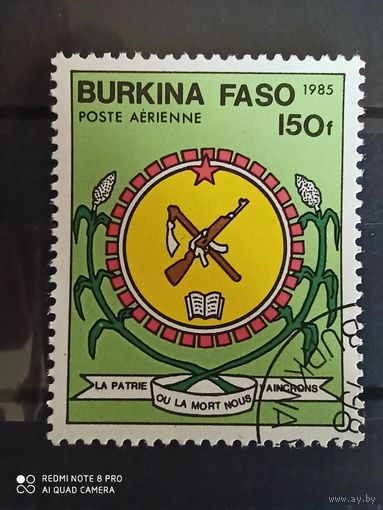 BURKINA FASO 1985
POSTE AÉRIENNE 150f
LA PATRIE OU LA MORT NOUS VAINCRONS
REDMI NOTE 8 PRO
AI QUAD CAMERA
www.ay.by